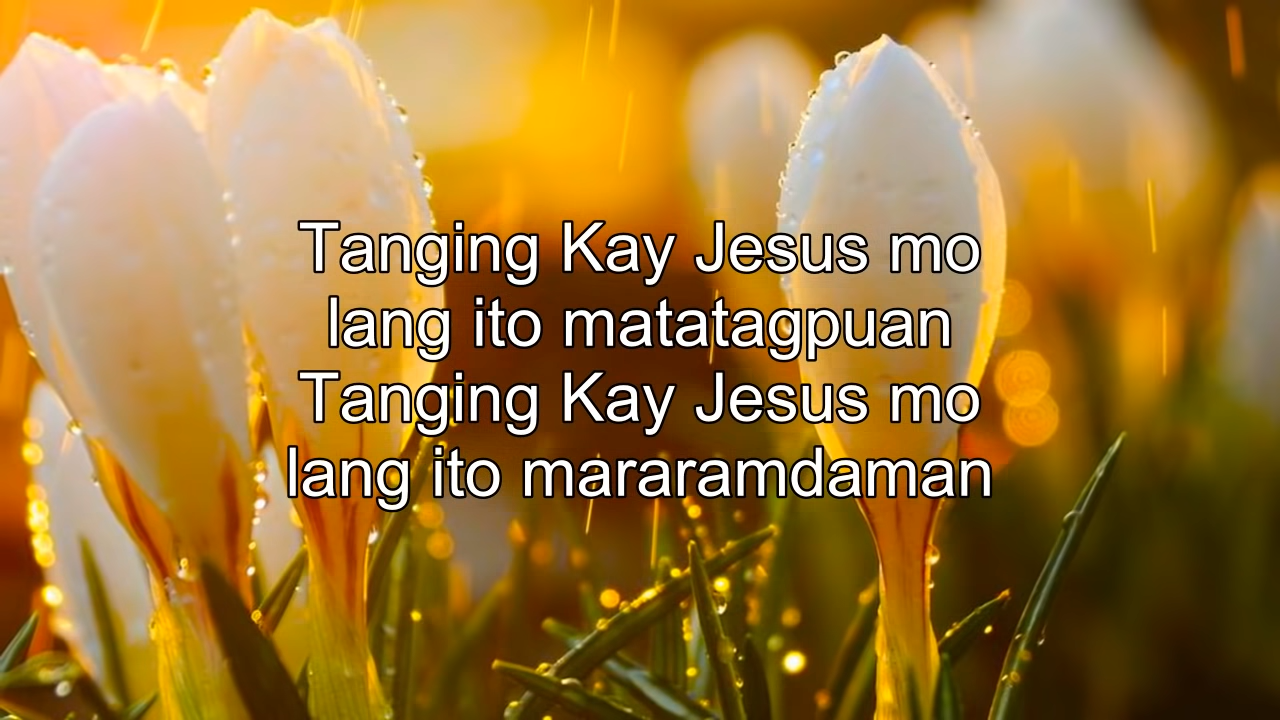 Tanging Kay Jesus mo
lang ito matatagpuan
Tanging Kay Jesus mo
lang ito mararamdaman